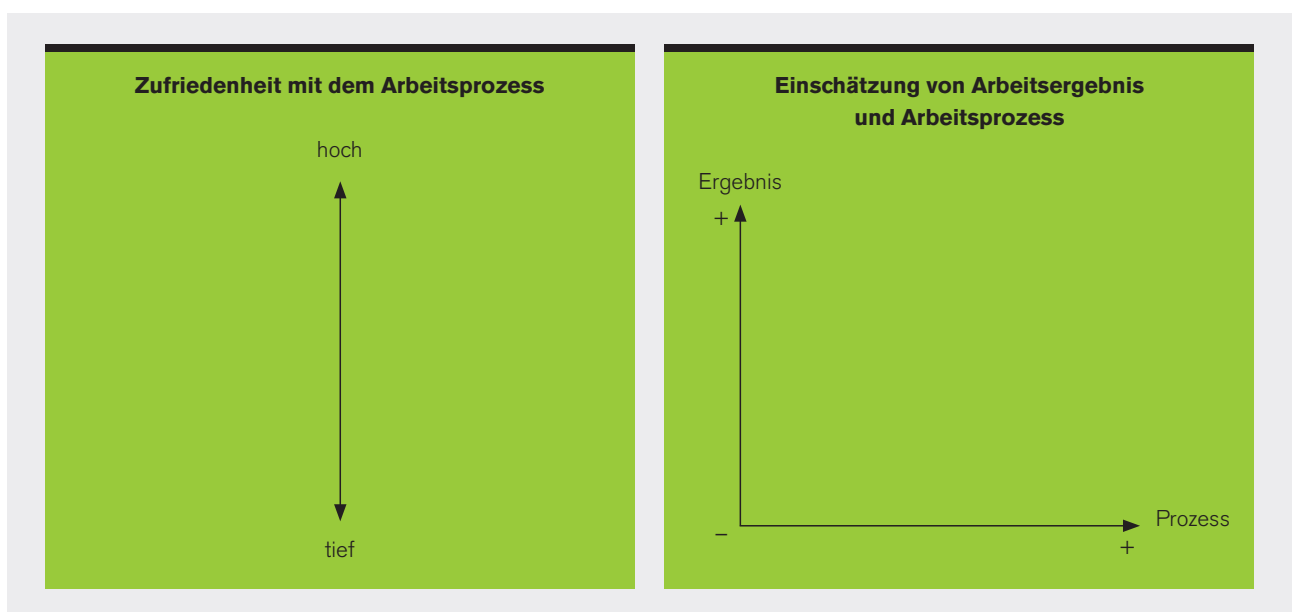 Zufriedenheit mit dem Arbeitsprozess
hoch
tief
Einschätzung von Arbeitsergebnis
und Arbeitsprozess
Ergebnis
+
–
Prozess
+